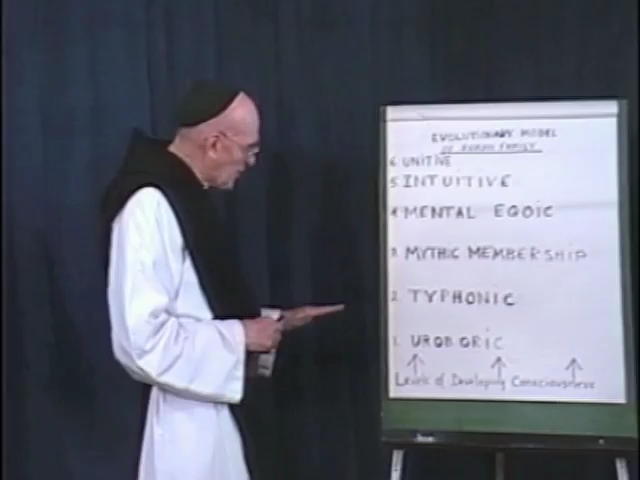 EVOLUTIONARY MODEL
OF HUMAN FAMILY
6. UNITIVE
5. INTUITIVE
4. MENTAL EGOIC
3. MYTHIC MEMBERSHIP
2. TYPHONIC
1. UROBORIC
Levels of Developing Consciousness